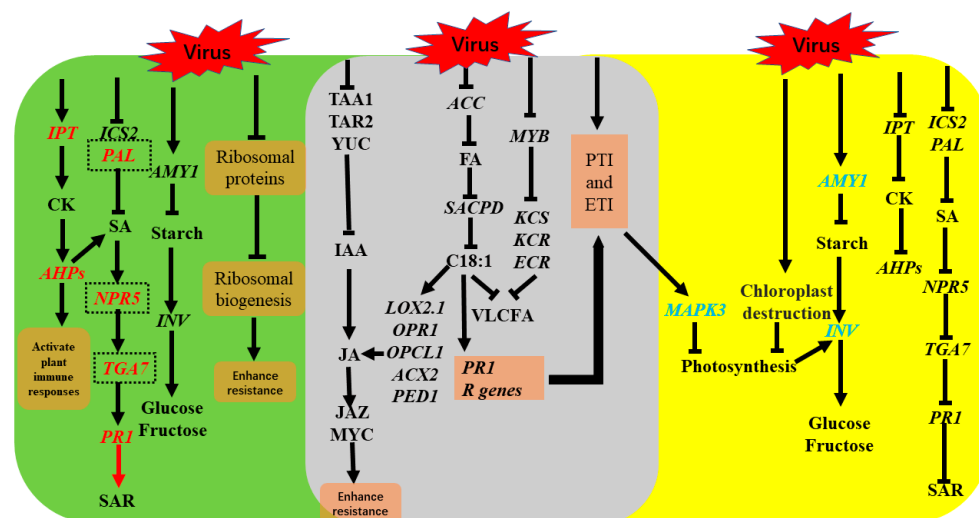 Virus
IPT
CK
AHPs
Activate
plant
immune
responses
ICS2
PAL
SA
NPR5
TGA7
PR1
SAR
AMY1
Starch
INV
Glucose
Fructose
Ribosomal
proteins
Ribosomal
biogenesis
Enhance
resistance
Virus
TAA1
TAR2
YUC
IAA
JA
JAZ
MYC
Enhance
resistance
ACC
FA
SACPD
C18:1
LOX2.1
OPR1
OPCL1
ACX2
PED1
MYB
KCS
KCR
ECR
VLCFA
PR1
R genes
PTI
and
ETI
Virus
MAPK3
Chloroplast
destruction
Photosynthesis
AMY1
Starch
INV
Glucose
Fructose
IPT
CK
AHPs
ICS2
PAL
SA
NPR5
TGA7
PR1
SAR